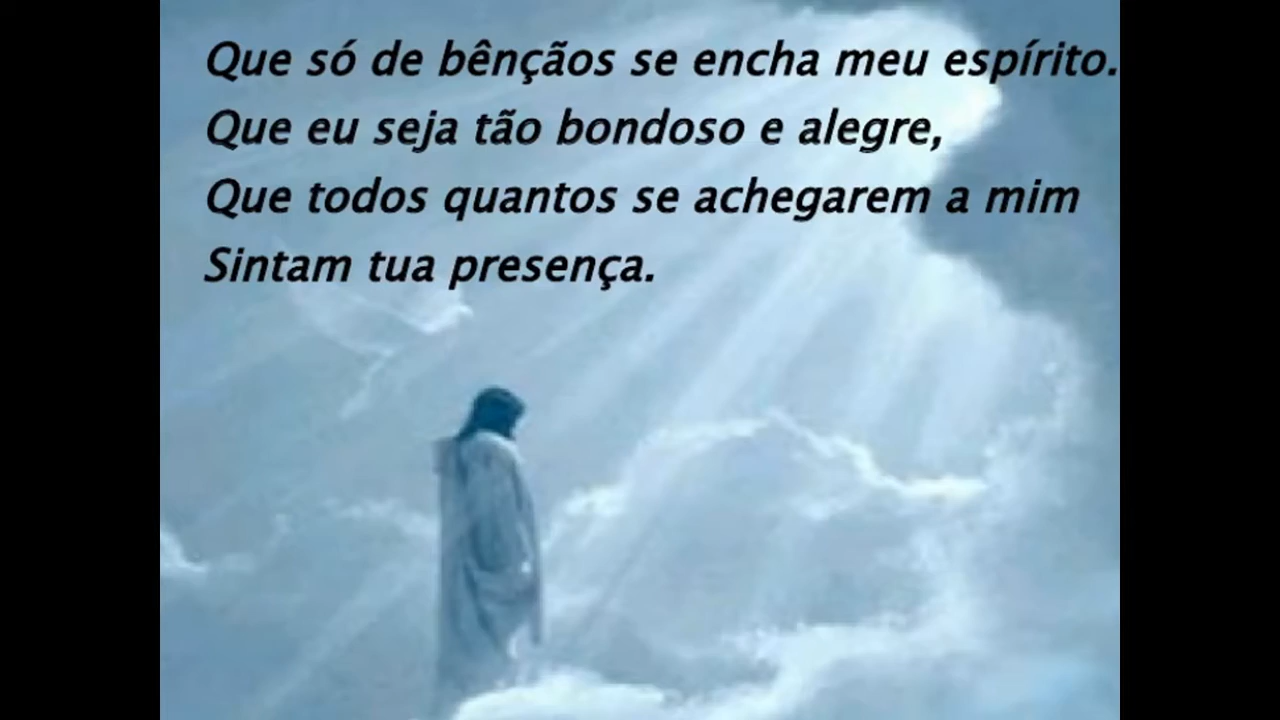 Que só de bênçãos se encha meu espírito.
Que eu seja tão bondoso e alegre,
Que todos quantos se achegarem a mim
Sintam tua presença.